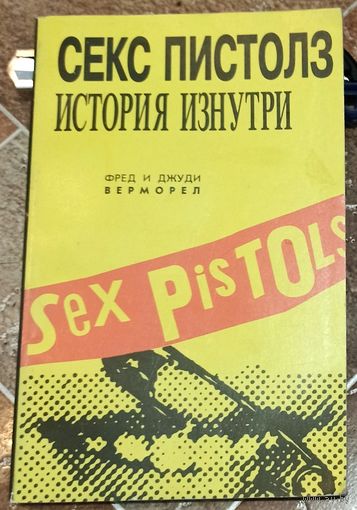 СЕКС ПИСТОЛЗ
ИСТОРИЯ ИЗНУТРИ
ФРЕД И ДЖУДИ
ВЕРМОРЕЛ
Sex PisTOLs